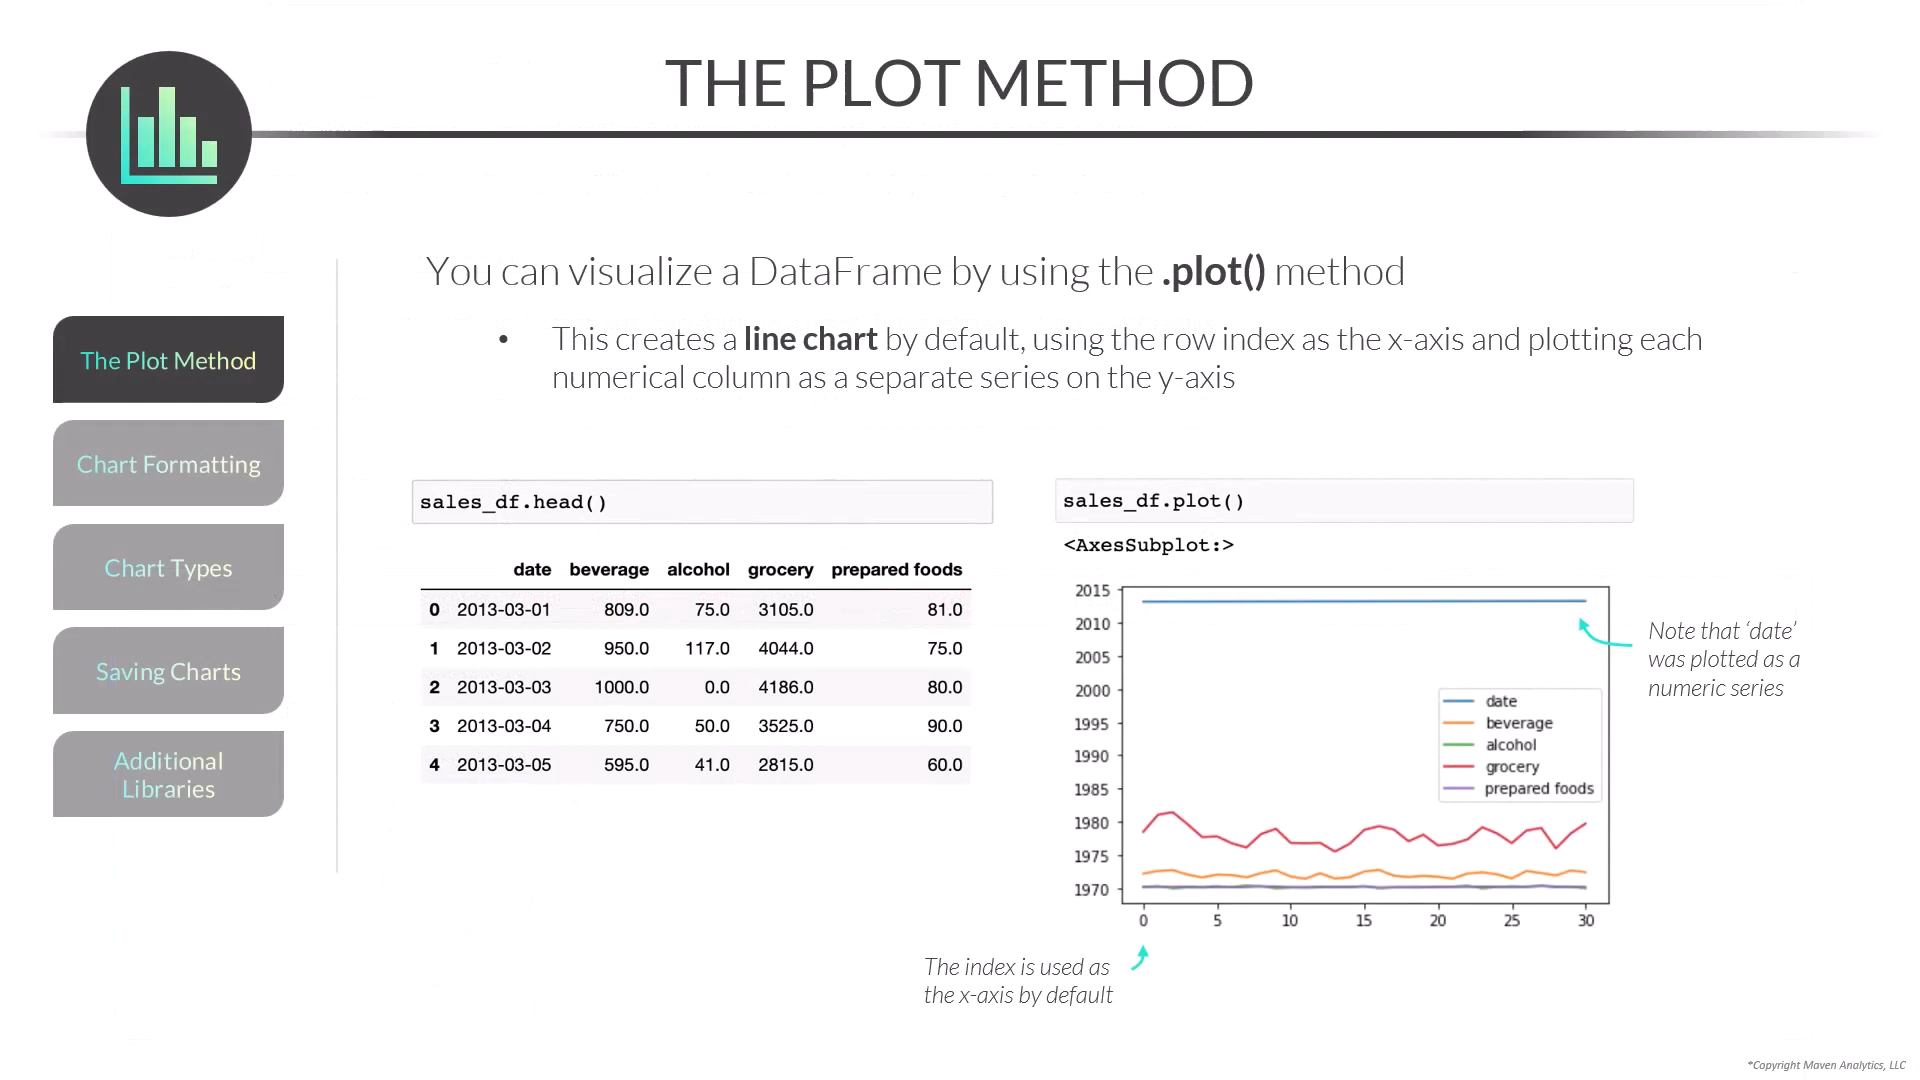 THE PLOT METHOD
The Plot Method
Chart Formatting
Chart Types
Saving Charts
Additional
Libraries
You can visualize a DataFrame by using the .plot() method
• This creates a line chart by default, using the row index as the x-axis and plotting each
numerical column as a separate series on the y-axis
sales_df.head()
date beverage alcohol grocery prepared foods
0 2013-03-01 809.0 75.0 3105.0 81.0
1 2013-03-02 950.0 117.0 4044.0 75.0
2 2013-03-03 1000.0 0.0 4186.0 80.0
3 2013-03-04 750.0 50.0 3525.0 90.0
4 2013-03-05 595.0 41.0 2815.0 60.0
sales_df.plot()
<AxesSubplot:>
2015
2010
2005
2000
1995
1990
1985
1980
1975
1970
0 5 10 15 20 25 30
date
beverage
alcohol
grocery
prepared foods
Note that ‘date’
was plotted as a
numeric series
The index is used as
the x-axis by default
*Copyright Maven Analytics, LLC